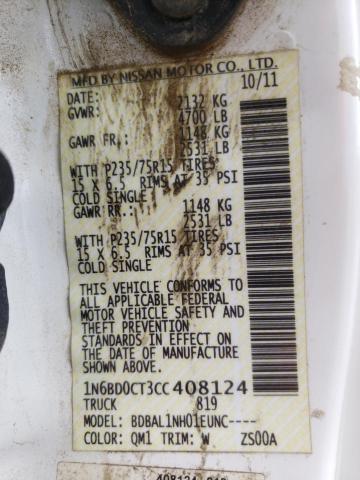 MFD BY NISSAN MOTOR CO., LTD.
DATE: 10/11
GVWR: 2132 KG
4700 LB
GAWR FR.: 1148 KG
2531 LB
WITH P235/75R15 TIRES
15 X 6.5 RIMS AT 35 PSI
COLD SINGLE
GAWR RR.: 1148 KG
2531 LB
WITH P235/75R15 TIRES
15 X 6.5 RIMS AT 35 PSI
COLD SINGLE
THIS VEHICLE CONFORMS TO
ALL APPLICABLE FEDERAL
MOTOR VEHICLE SAFETY AND
THEFT PREVENTION
STANDARDS IN EFFECT ON
THE DATE OF MANUFACTURE
SHOWN ABOVE.
1N6BD0CT3CC408124
TRUCK 819
MODEL: BDBAL1NH01EUNC----
COLOR: QM1 TRIM: W ZS00A